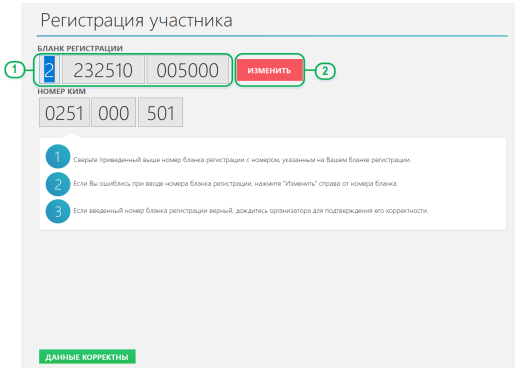 Регистрация участника
БЛАНК РЕГИСТРАЦИИ
1 2 232510 005000 ИЗМЕНИТЬ 2
НОМЕР КИМ
0251 000 501
1 Сверьте приведенный выше номер бланка регистрации с номером, указанным на Вашем бланке регистрации.
2 Если Вы ошиблись при вводе номера бланка регистрации, нажмите "Изменить" справа от номера бланка.
3 Если введенный номер бланка регистрации верный, дождитесь организатора для подтверждения его корректности.
ДАННЫЕ КОРРЕКТНЫ